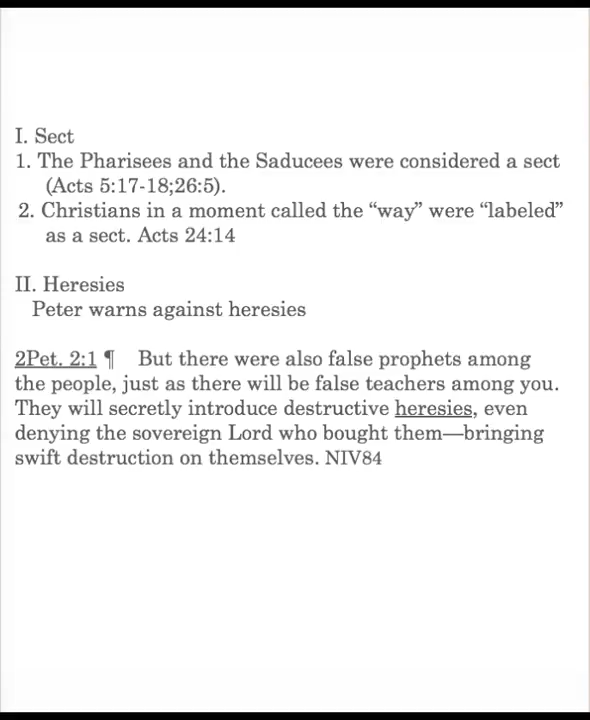 I. Sect
1. The Pharisees and the Saducees were considered a sect
(Acts 5:17-18;26:5).
2. Christians in a moment called the “way” were “labeled”
as a sect. Acts 24:14
II. Heresies
Peter warns against heresies
2Pet. 2:1 ¶ But there were also false prophets among
the people, just as there will be false teachers among you.
They will secretly introduce destructive heresies, even
denying the sovereign Lord who bought them—bringing
swift destruction on themselves. NIV84